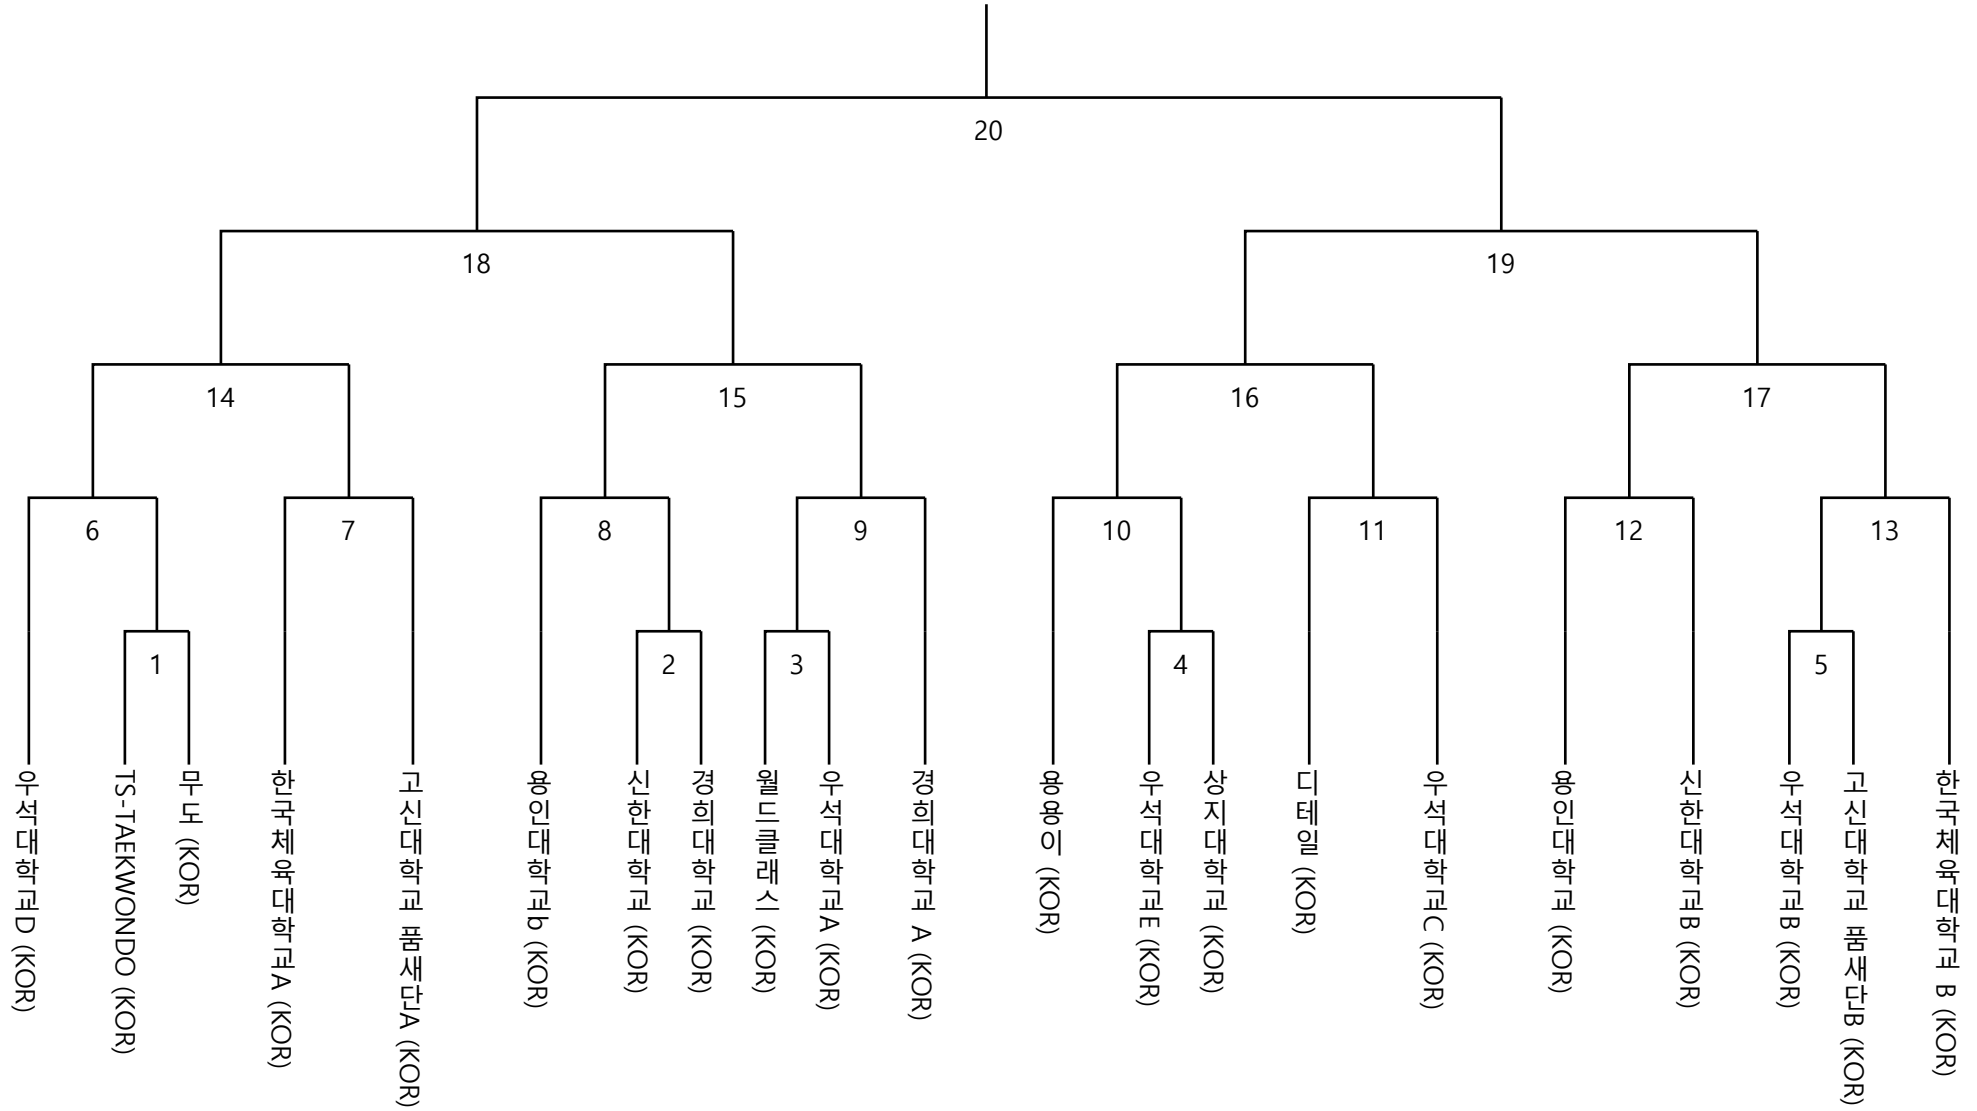 20
18
19
14
15
16
17
6
7
8
9
10
11
12
13
1
2
3
4
5
우석대학교D (KOR)
TS-TAEKWONDO (KOR)
무도 (KOR)
한국체육대학교A (KOR)
고신대학교 품새단A (KOR)
용인대학교b (KOR)
신한대학교 (KOR)
경희대학교 (KOR)
월드클래스 (KOR)
우석대학교A (KOR)
경희대학교 A (KOR)
용용이 (KOR)
우석대학교E (KOR)
상지대학교 (KOR)
디테일 (KOR)
우석대학교C (KOR)
용인대학교 (KOR)
신한대학교B (KOR)
우석대학교B (KOR)
고신대학교 품새단B (KOR)
한국체육대학교 B (KOR)